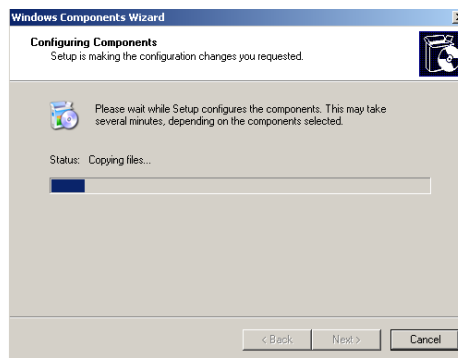 Windows Components Wizard
Configuring Components
Setup is making the configuration changes you requested.
Please wait while Setup configures the components. This may take
several minutes, depending on the components selected.
Status: Copying files...
< Back Next > Cancel